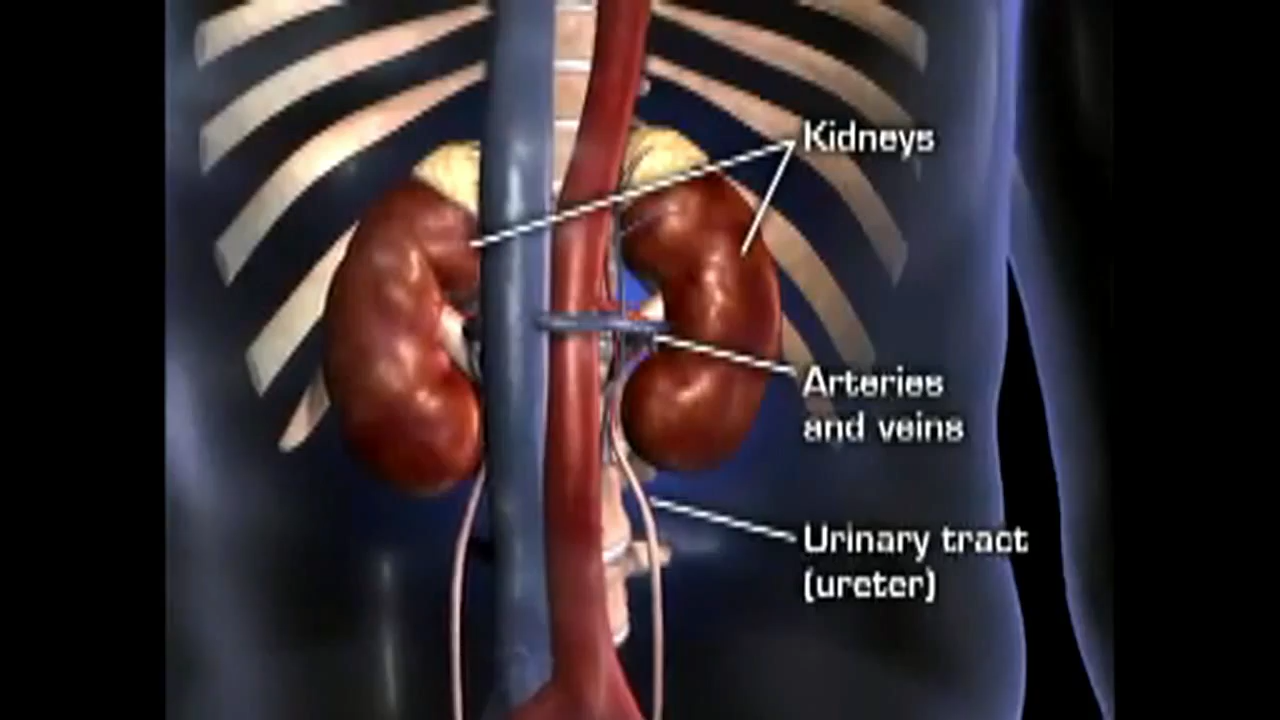 Kidneys
Arteries
and veins
Urinary tract
(ureter)